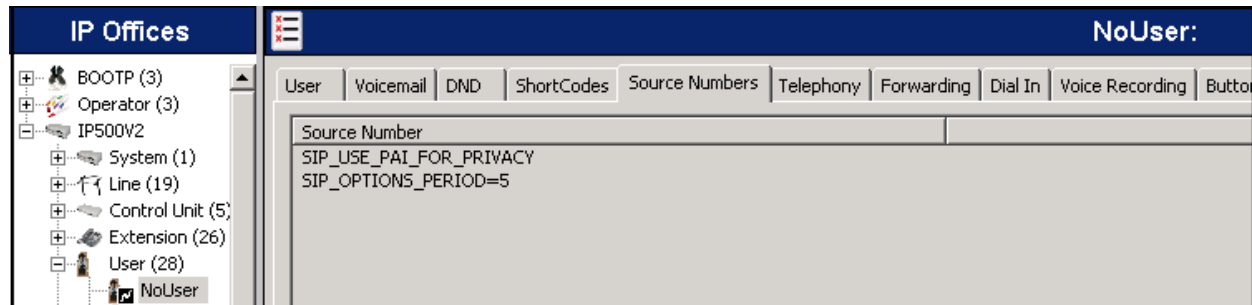 IP Offices
BOOTP (3)
Operator (3)
IP500V2
System (1)
Line (19)
Control Unit (5)
Extension (26)
User (28)
NoUser
NoUser:
User Voicemail DND ShortCodes Source Numbers Telephony Forwarding Dial In Voice Recording Button
Source Number
SIP_USE_PAI_FOR_PRIVACY
SIP_OPTIONS_PERIOD=5